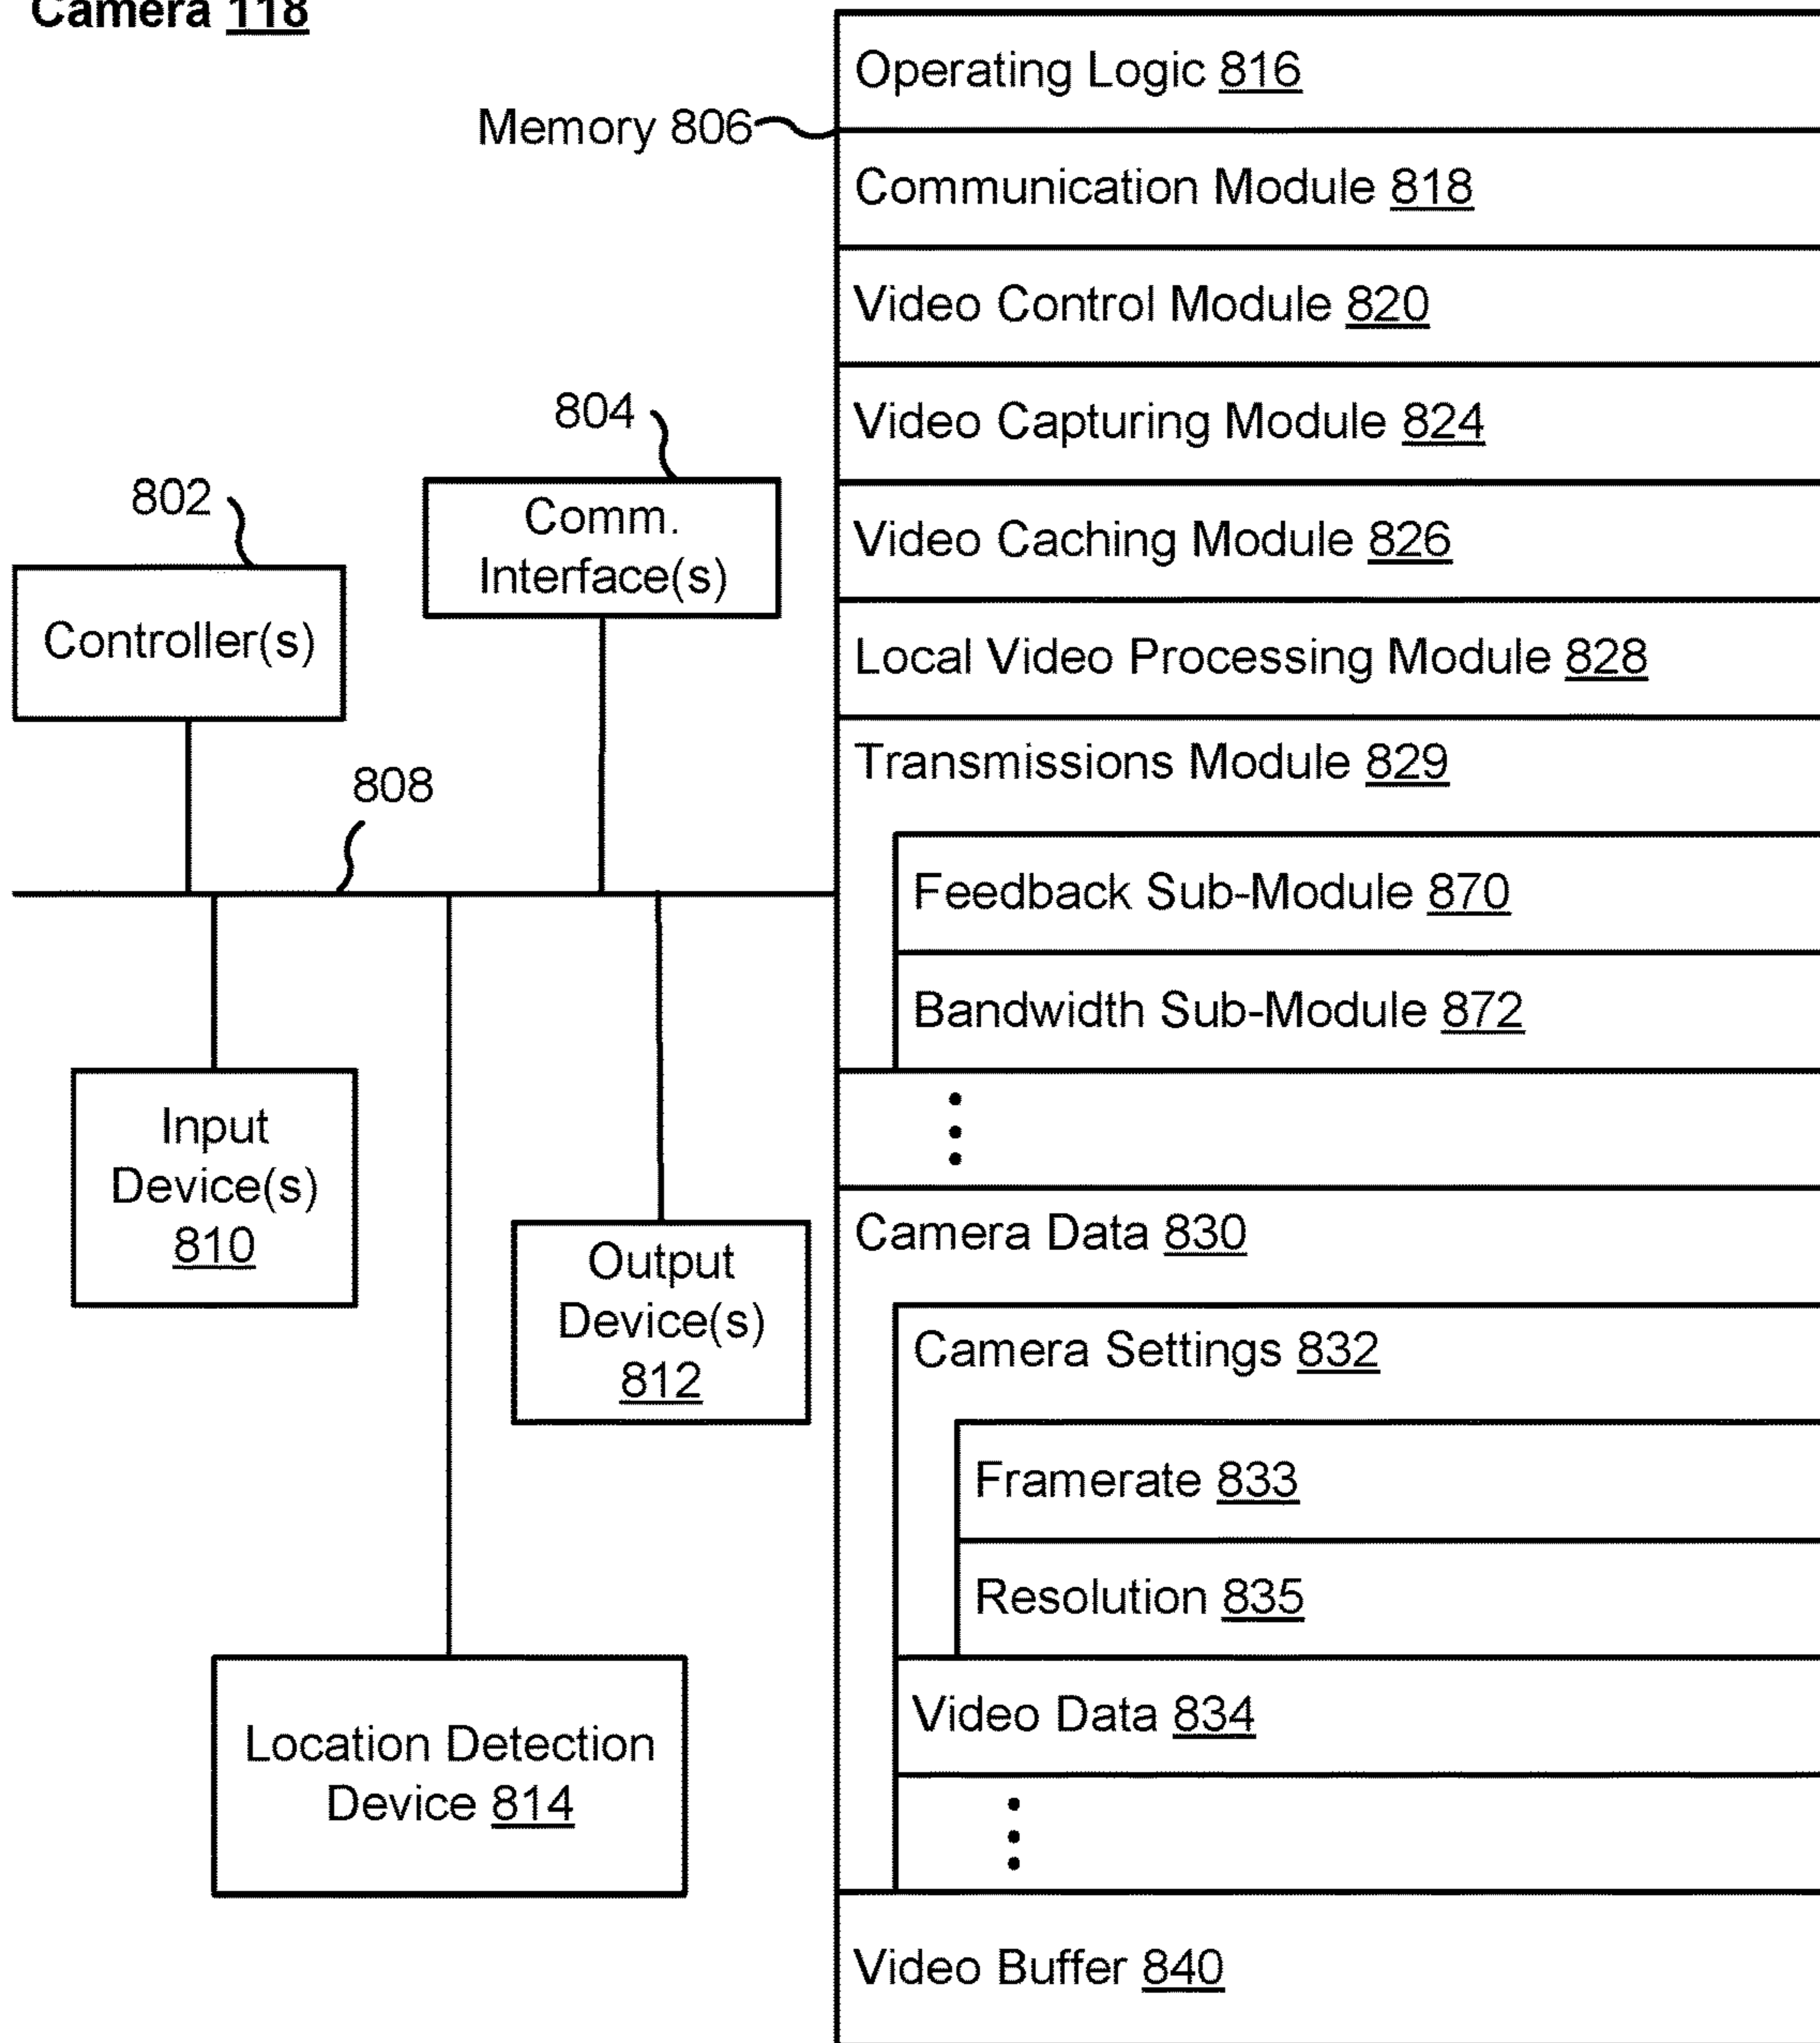 Camera 118
Memory 806
804
Comm.
Interface(s)
802
Controller(s)
808
Input
Device(s)
810
Output
Device(s)
812
Location Detection
Device 814
Operating Logic 816
Communication Module 818
Video Control Module 820
Video Capturing Module 824
Video Caching Module 826
Local Video Processing Module 828
Transmissions Module 829
Feedback Sub-Module 870
Bandwidth Sub-Module 872
Camera Data 830
Camera Settings 832
Framerate 833
Resolution 835
Video Data 834
Video Buffer 840